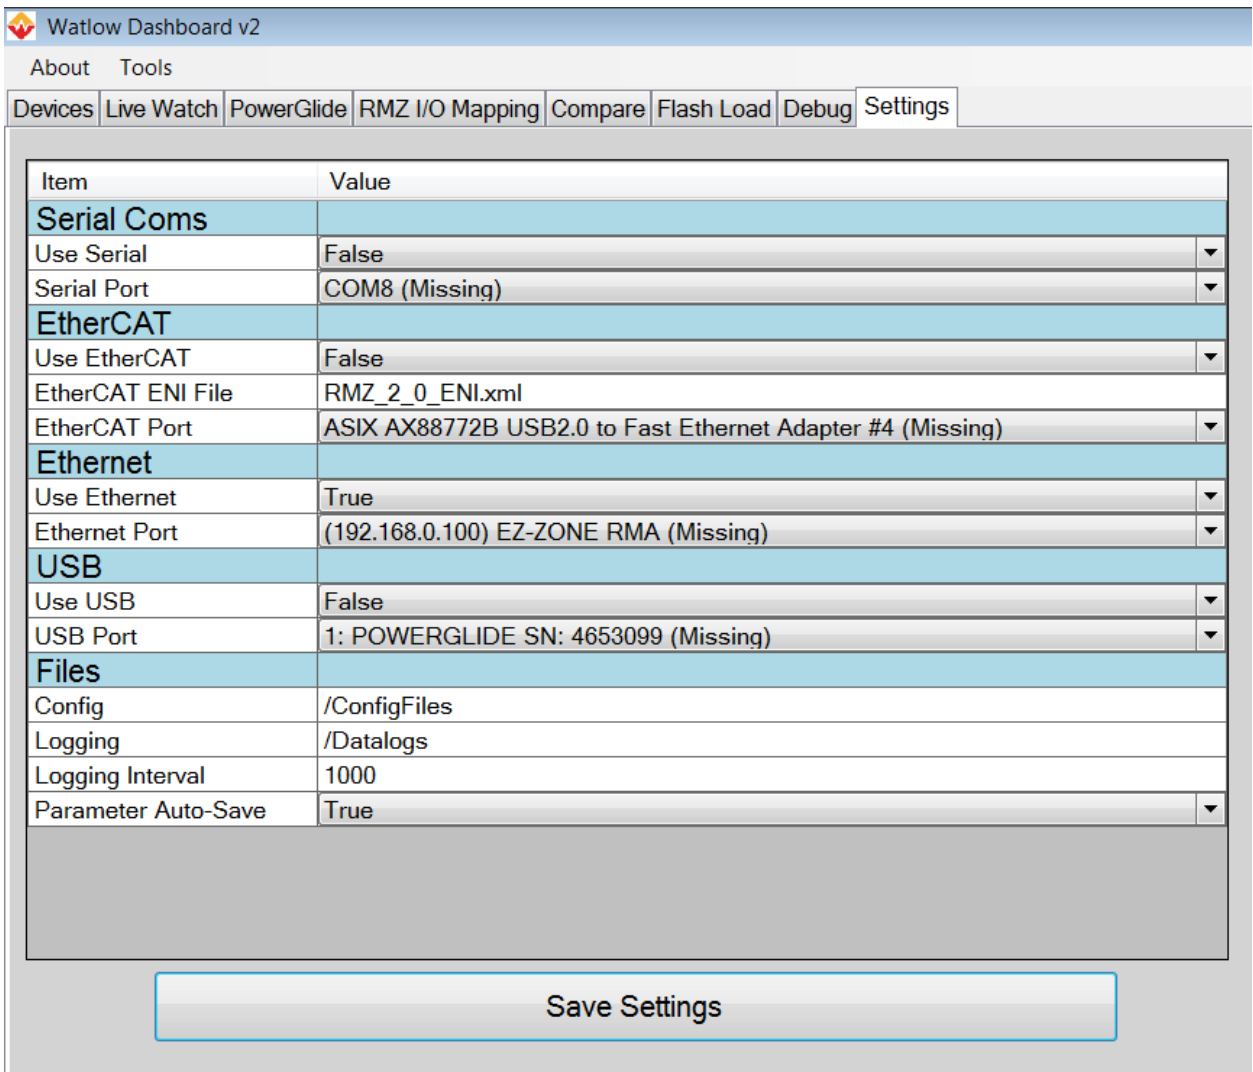 Watlow Dashboard v2
About Tools
Devices Live Watch PowerGlide RMZ I/O Mapping Compare Flash Load Debug Settings
Item Value
Serial Coms
Use Serial False
Serial Port COM8 (Missing)
EtherCAT
Use EtherCAT False
EtherCAT ENI File RMZ_2_0_ENI.xml
EtherCAT Port ASIX AX88772B USB2.0 to Fast Ethernet Adapter #4 (Missing)
Ethernet
Use Ethernet True
Ethernet Port (192.168.0.100) EZ-ZONE RMA (Missing)
USB
Use USB False
USB Port 1: POWERGLIDE SN: 4653099 (Missing)
Files
Config /ConfigFiles
Logging /Datalogs
Logging Interval 1000
Parameter Auto-Save True
Save Settings